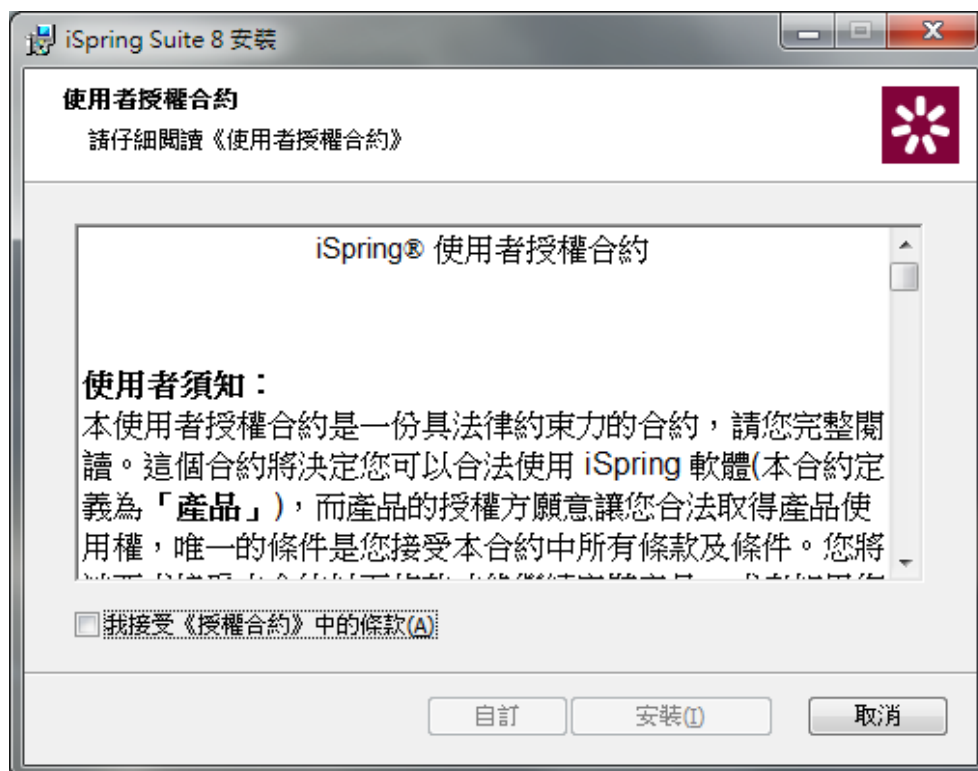 iSpring Suite 8 安裝
使用者授權合約
請仔細閱讀《使用者授權合約》
iSpring® 使用者授權合約
使用者須知：
本使用者授權合約是一份具法律約束力的合約，請您完整閱
讀。這個合約將決定您可以合法使用 iSpring 軟體(本合約定
義為「產品」)，而產品的授權方願意讓您合法取得產品使
用權，唯一的條件是您接受本合約中所有條款及條件。您將
我接受《授權合約》中的條款(A)
自訂
安裝(I)
取消